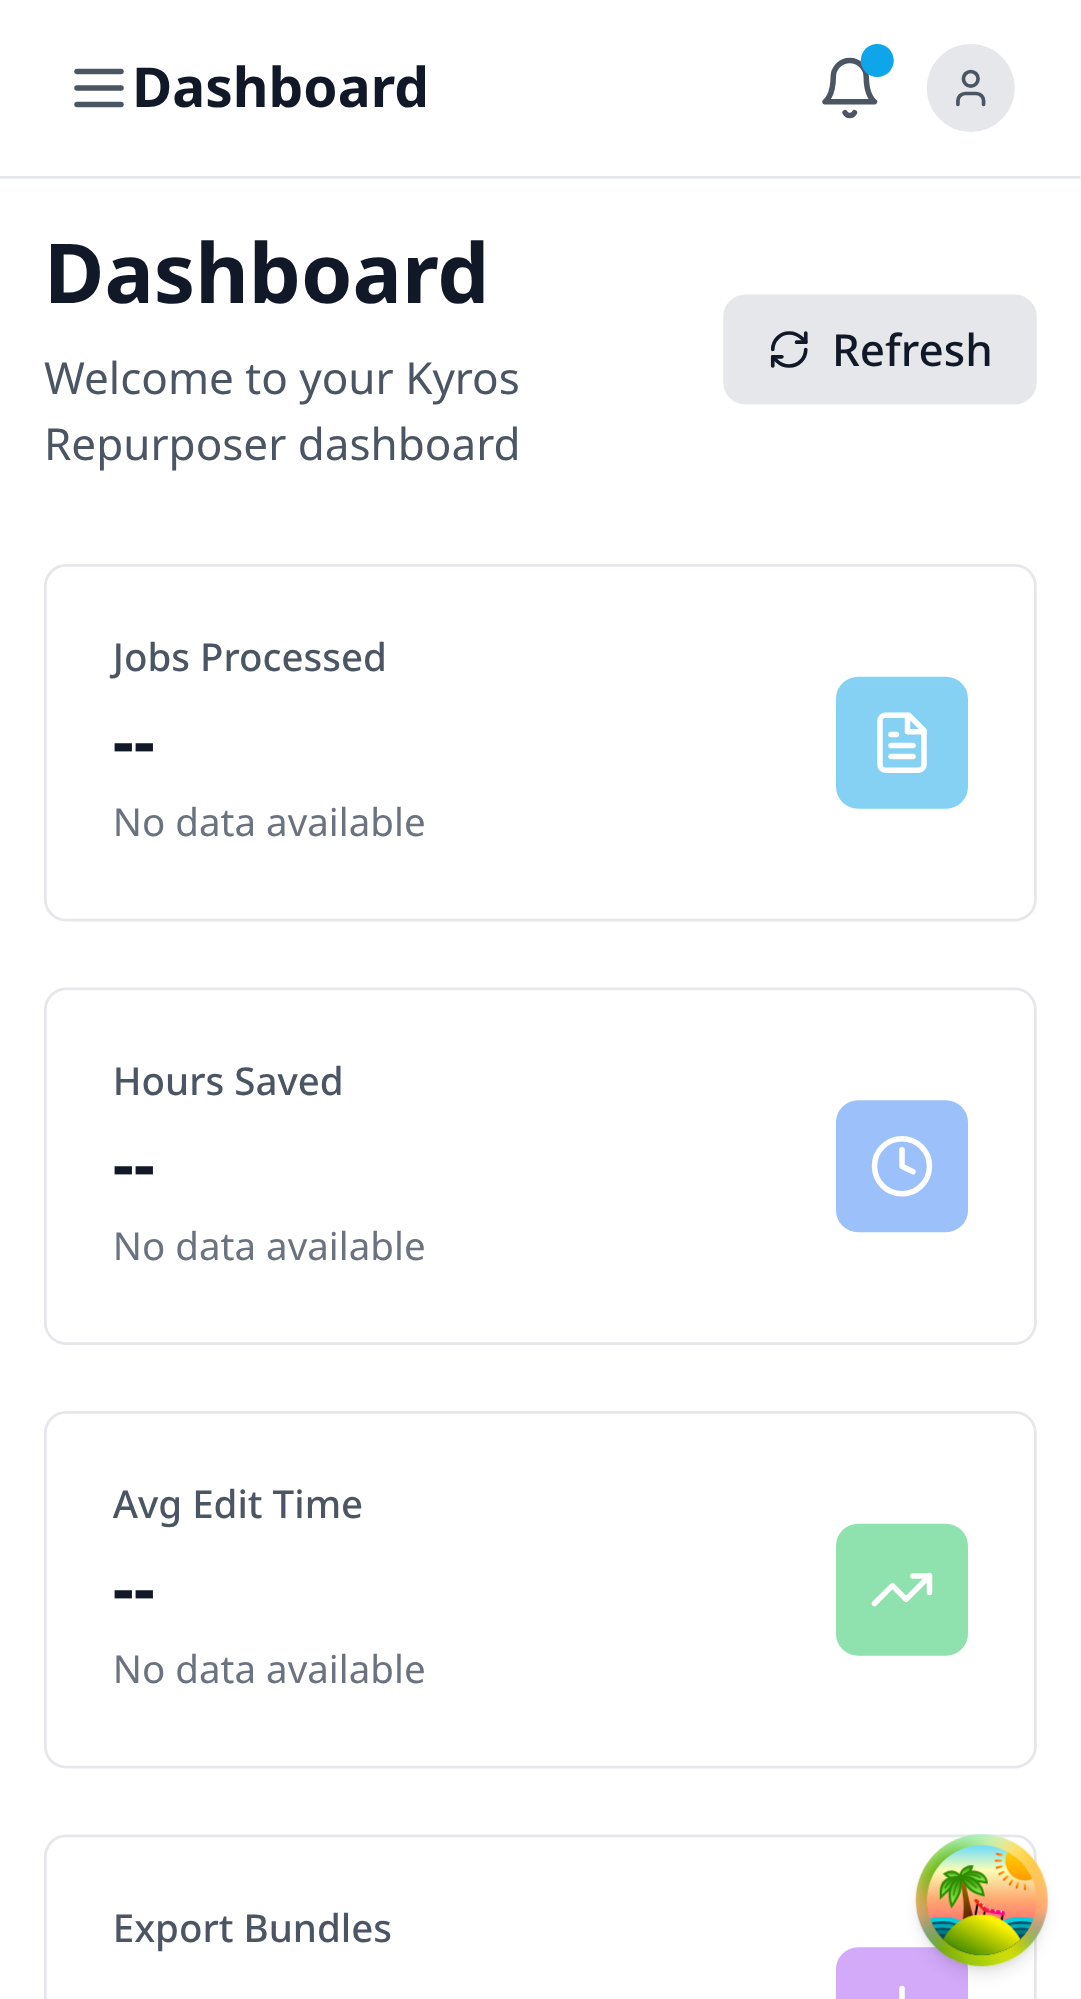 Dashboard
Dashboard
Refresh
Welcome to your Kyros
Repurposer dashboard
Jobs Processed
--
No data available
Hours Saved
--
No data available
Avg Edit Time
--
No data available
Export Bundles